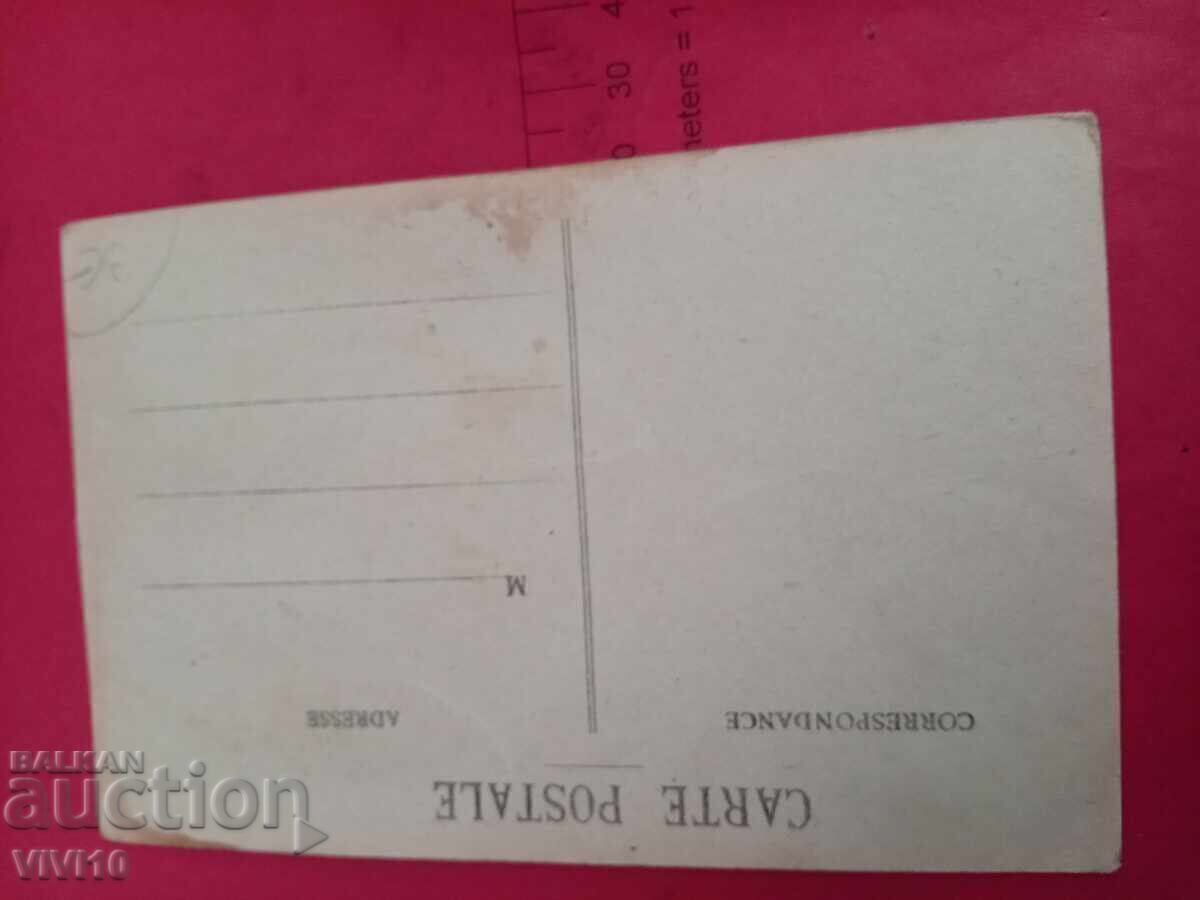 CARTE POSTALE
CORRESPONDANCE
ADRESSE
M
30
meters = 1
BALKAN
auction
VIVI10